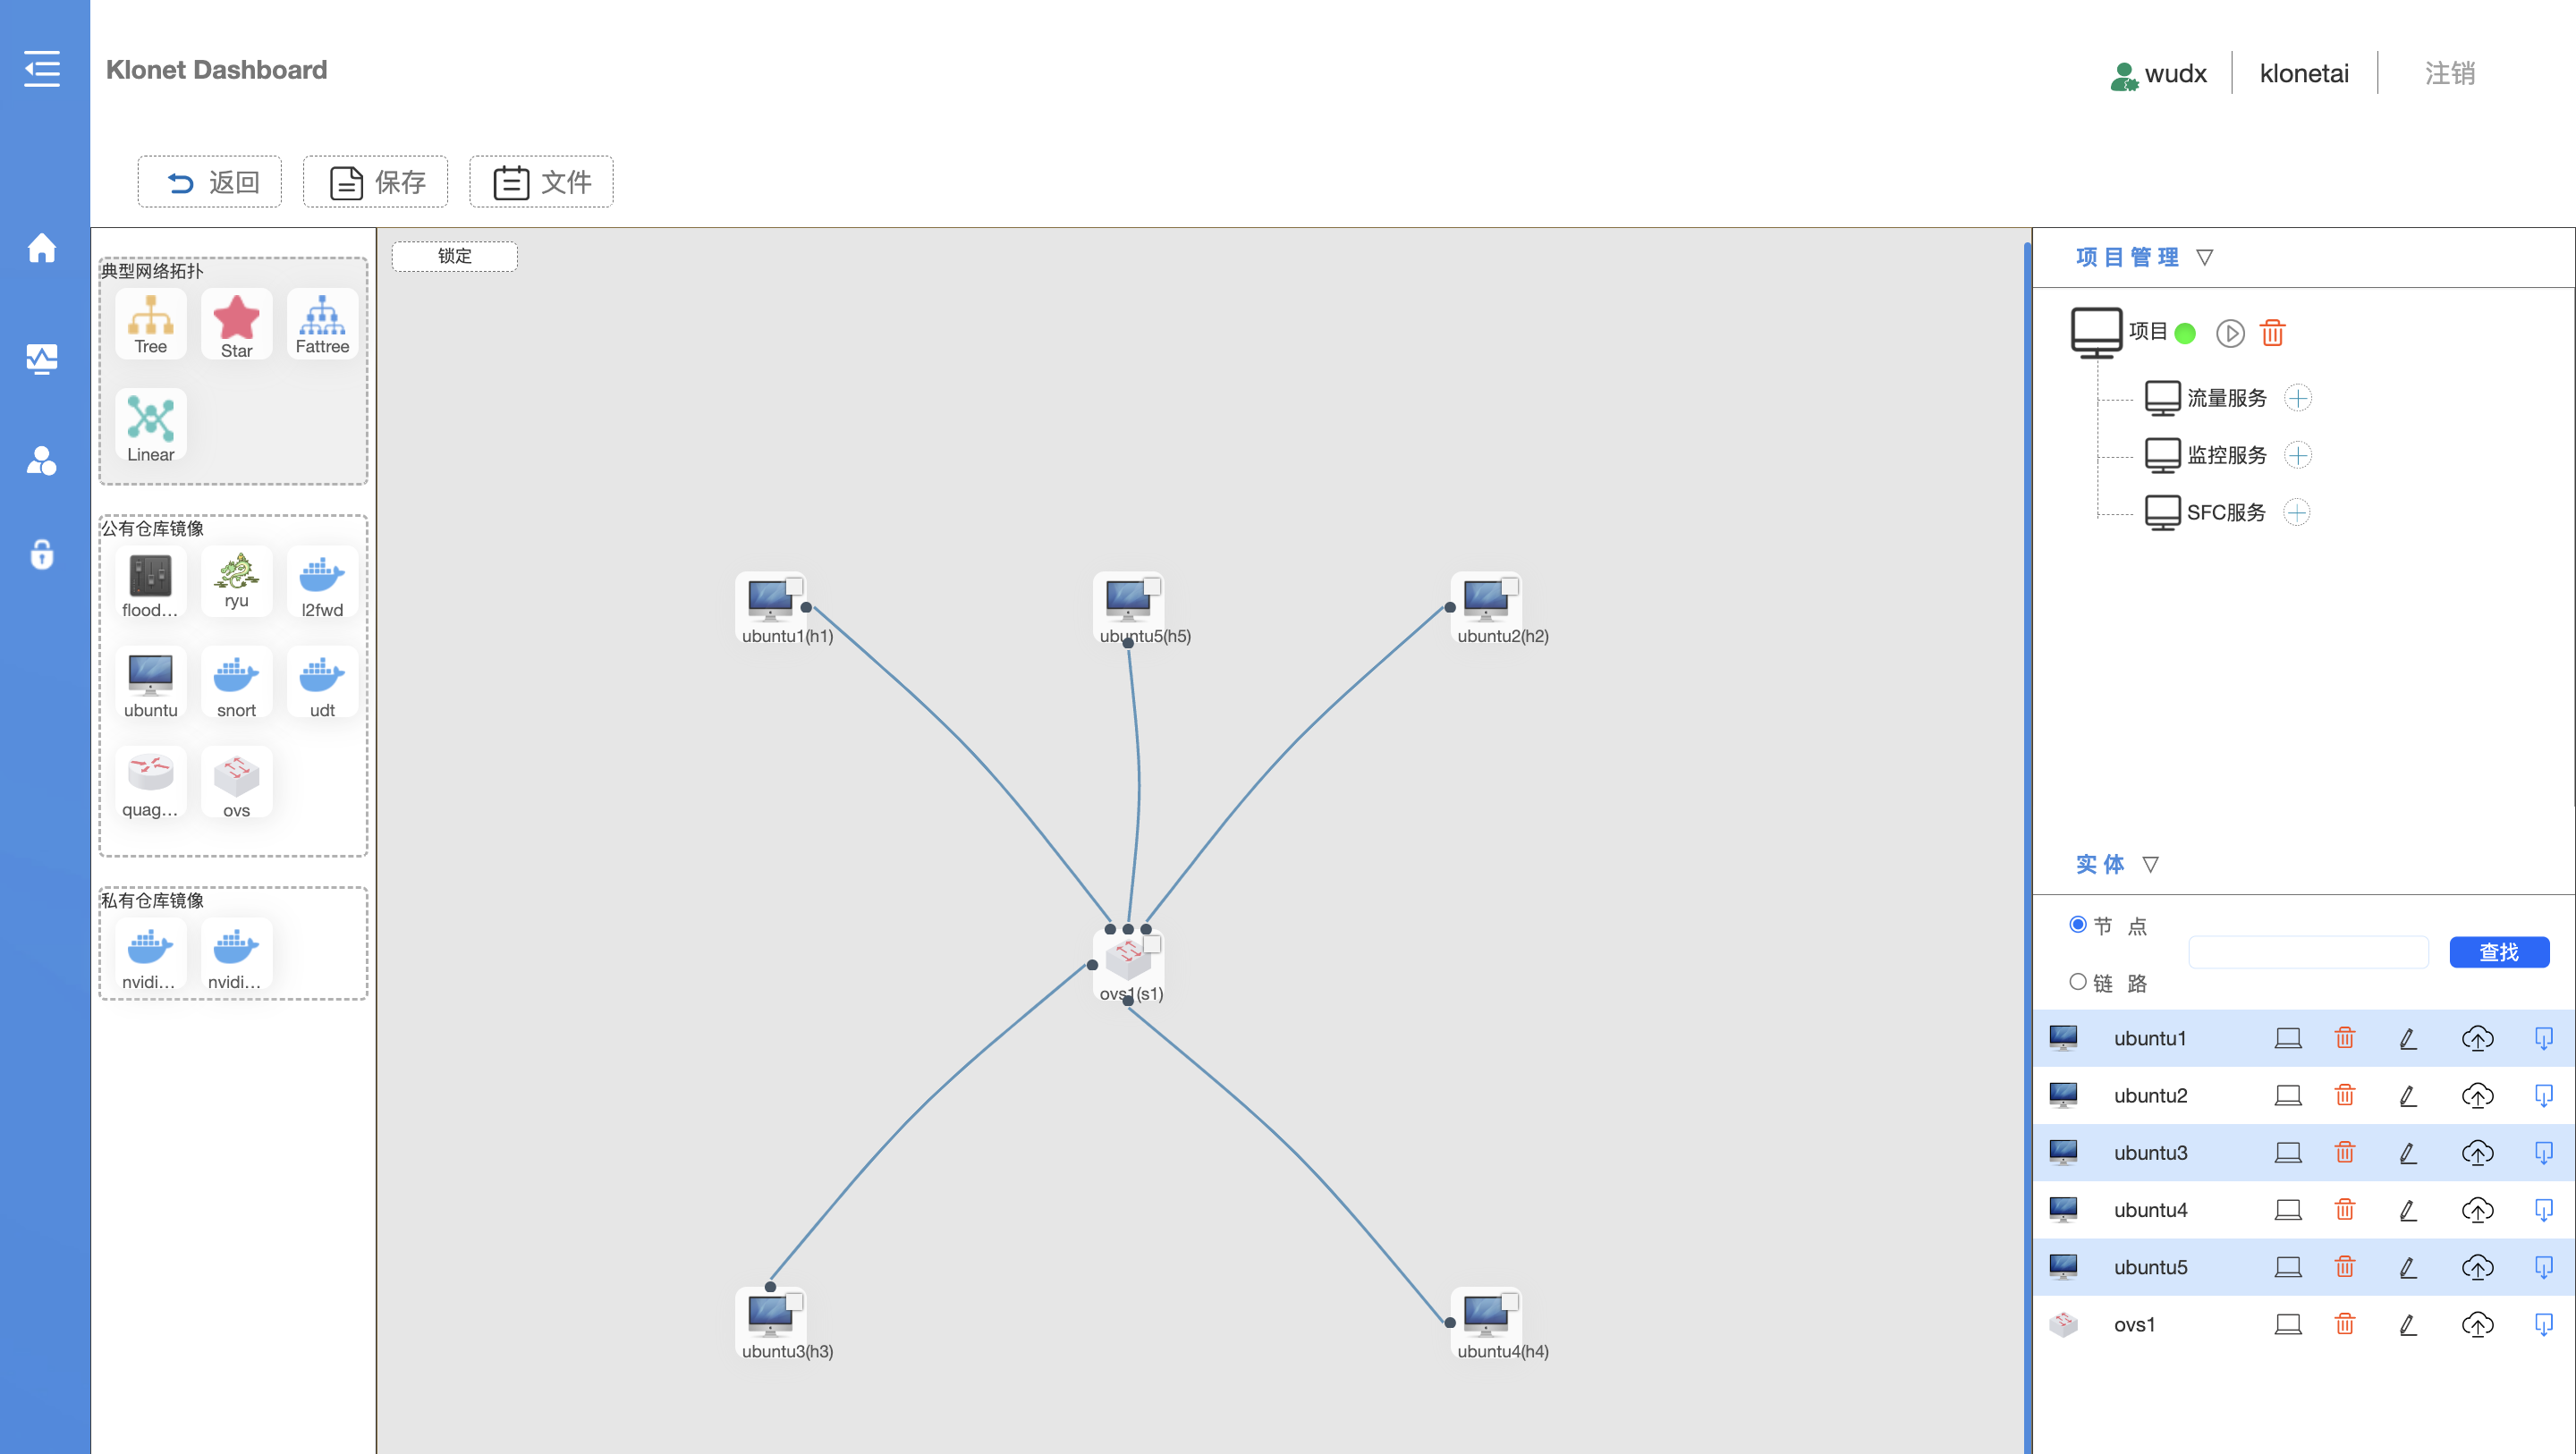 Klonet Dashboard
wudx
klonetai
注销
返回
保存
文件
典型网络拓扑
Tree
Star
Fattree
Linear
公有仓库镜像
flood...
ryu
l2fwd
ubuntu
snort
udt
quag...
ovs
私有仓库镜像
nvidi...
nvidi...
锁定
ubuntu1(h1)
ubuntu5(h5)
ubuntu2(h2)
ovs1(s1)
ubuntu3(h3)
ubuntu4(h4)
项目管理 ▽
项目
流量服务
监控服务
SFC服务
实体 ▽
节 点
链 路
查找
ubuntu1
ubuntu2
ubuntu3
ubuntu4
ubuntu5
ovs1